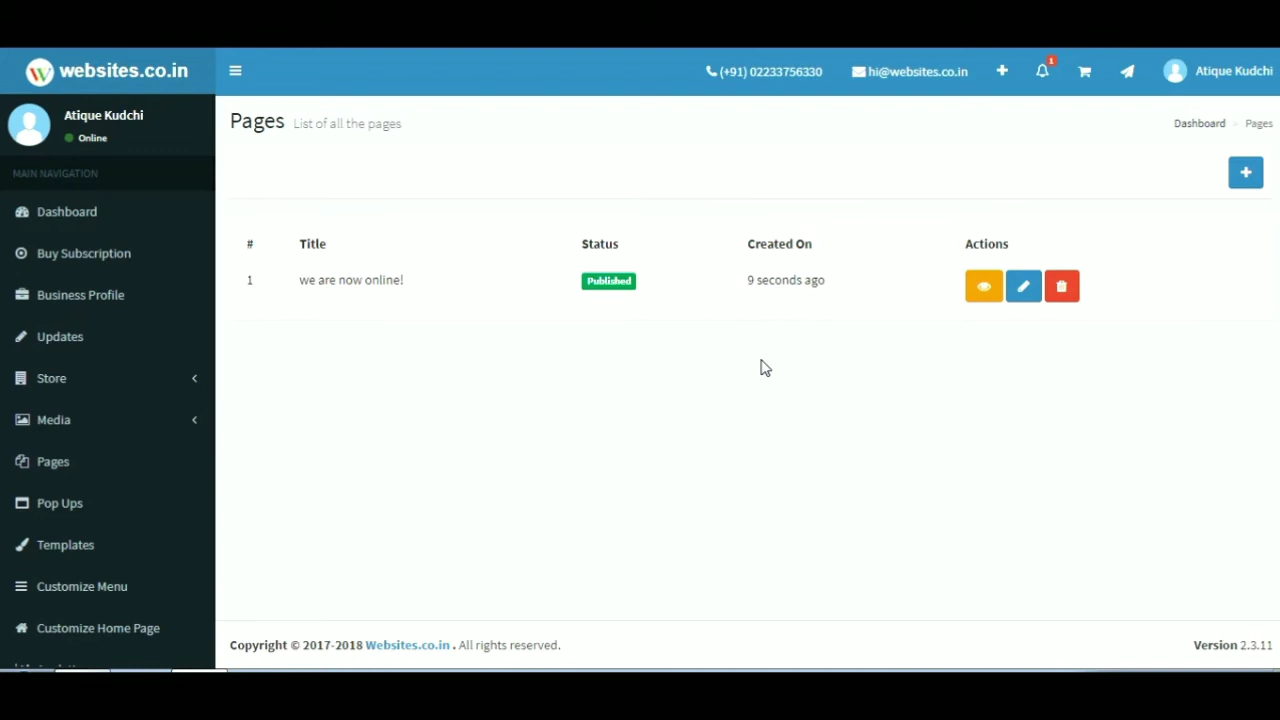 websites.co.in
(+91) 02233756330
hi@websites.co.in
1
Atique Kudchi
Atique Kudchi
Online
Pages List of all the pages
Dashboard > Pages
MAIN NAVIGATION
Dashboard
Buy Subscription
Business Profile
Updates
Store
Media
Pages
Pop Ups
Templates
Customize Menu
Customize Home Page
# Title Status Created On Actions
1 we are now online! Published 9 seconds ago
Copyright © 2017-2018 Websites.co.in . All rights reserved.
Version 2.3.11